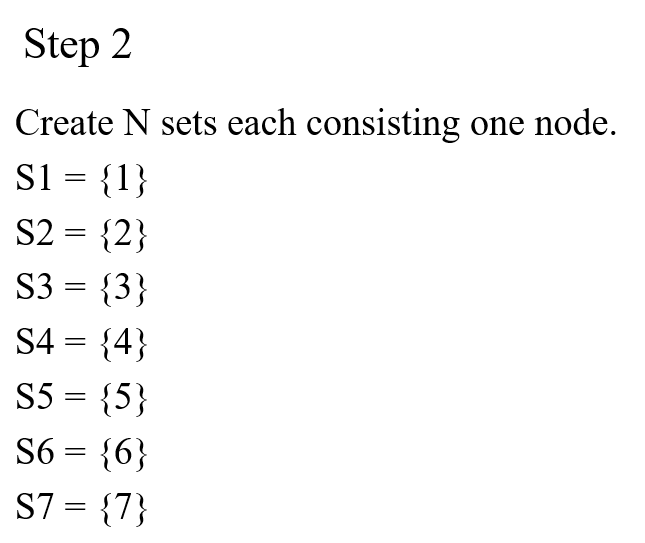 Step 2
Create N sets each consisting one node.
S1 = {1}
S2 = {2}
S3 = {3}
S4 = {4}
S5 = {5}
S6 = {6}
S7 = {7}